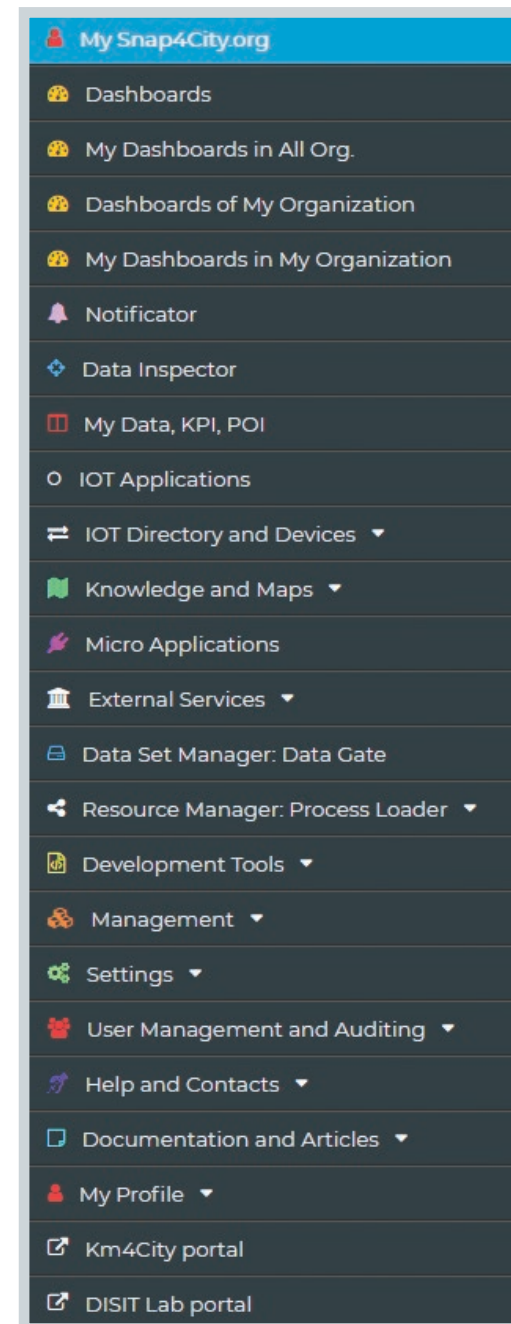 My Snap4City.org
Dashboards
My Dashboards in All Org.
Dashboards of My Organization
My Dashboards in My Organization
Notificator
Data Inspector
My Data, KPI, POI
IOT Applications
IOT Directory and Devices
Knowledge and Maps
Micro Applications
External Services
Data Set Manager: Data Gate
Resource Manager: Process Loader
Development Tools
Management
Settings
User Management and Auditing
Help and Contacts
Documentation and Articles
My Profile
Km4City portal
DISIT Lab portal